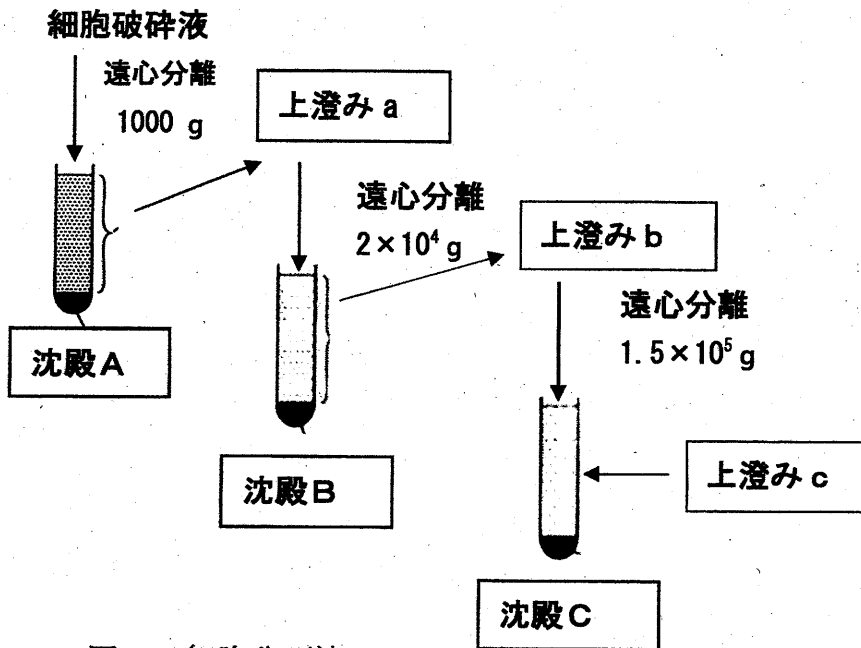 細胞破砕液
遠心分離
1000 g
上澄み a
遠心分離
2×10⁴ g
上澄み b
遠心分離
1.5×10⁵ g
沈殿A
沈殿B
上澄み c
沈殿C